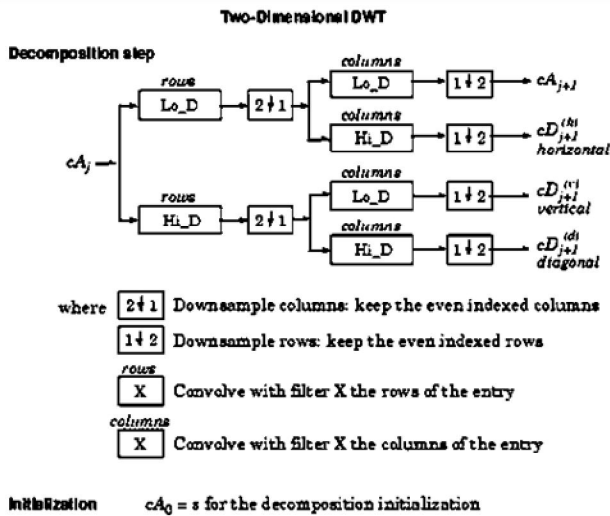 Two-Dimensional DWT
Decomposition step
rows
Lo_D
2↓1
columns
Lo_D
1↓2
cA_{j+1}
columns
Hi_D
1↓2
cD_{j+1}^{(h)}
horizontal
cA_j
rows
Hi_D
2↓1
columns
Lo_D
1↓2
cD_{j+1}^{(v)}
vertical
columns
Hi_D
1↓2
cD_{j+1}^{(d)}
diagonal
where 2↓1 Downsample columns: keep the even indexed columns
1↓2 Downsample rows: keep the even indexed rows
rows
X Convolve with filter X the rows of the entry
columns
X Convolve with filter X the columns of the entry
Initialization cA_0 = s for the decomposition initialization